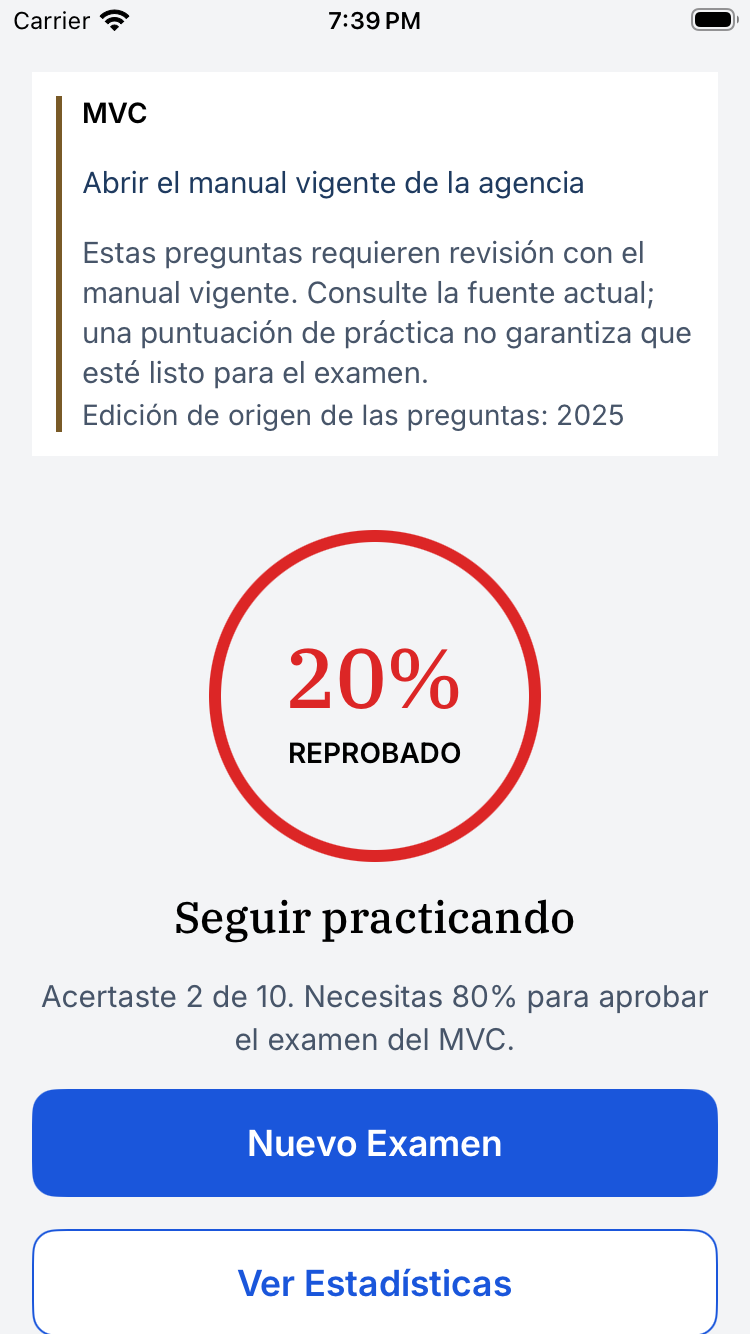 Carrier
7:39 PM
MVC
Abrir el manual vigente de la agencia
Estas preguntas requieren revisión con el
manual vigente. Consulte la fuente actual;
una puntuación de práctica no garantiza que
esté listo para el examen.
Edición de origen de las preguntas: 2025
20%
REPROBADO
Seguir practicando
Acertaste 2 de 10. Necesitas 80% para aprobar
el examen del MVC.
Nuevo Examen
Ver Estadísticas